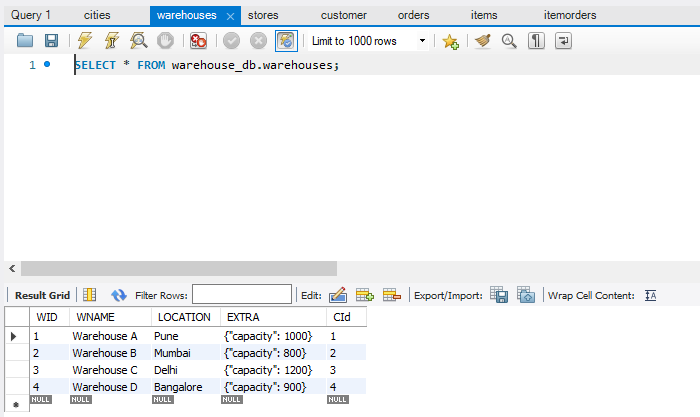 Query 1 cities warehouses stores customer orders items itemorders
Limit to 1000 rows
1 SELECT * FROM warehouse_db.warehouses;
Result Grid Filter Rows: Edit: Export/Import: Wrap Cell Content:
WID WNAME LOCATION EXTRA CId
1 Warehouse A Pune {"capacity": 1000} 1
2 Warehouse B Mumbai {"capacity": 800} 2
3 Warehouse C Delhi {"capacity": 1200} 3
4 Warehouse D Bangalore {"capacity": 900} 4
NULL NULL NULL NULL NULL